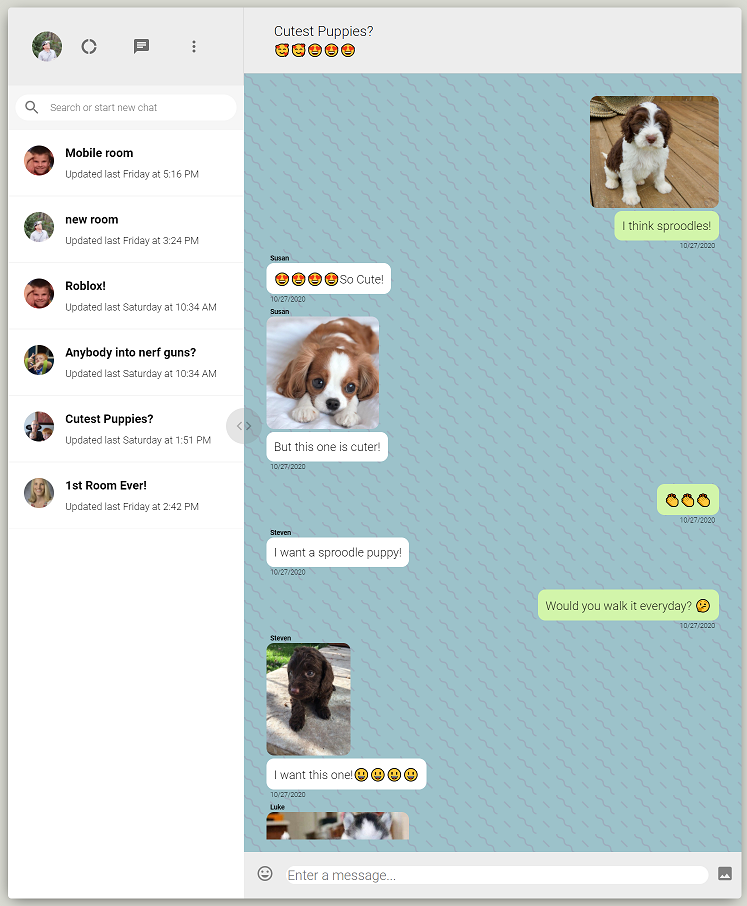 Cutest Puppies?
🥰🥰😍😍😍
Search or start new chat
Mobile room
Updated last Friday at 5:16 PM
new room
Updated last Friday at 3:24 PM
Roblox!
Updated last Saturday at 10:34 AM
Anybody into nerf guns?
Updated last Saturday at 10:34 AM
Cutest Puppies?
Updated last Saturday at 1:51 PM
1st Room Ever!
Updated last Friday at 2:42 PM
I think sproodles!
10/27/2020
Susan
😍😍😍😍So Cute!
10/27/2020
Susan
But this one is cuter!
10/27/2020
👏👏👏
10/27/2020
Steven
I want a sproodle puppy!
10/27/2020
Would you walk it everyday? 🤔
10/27/2020
Steven
I want this one!😃😃😃😃
10/27/2020
Luke
Enter a message...